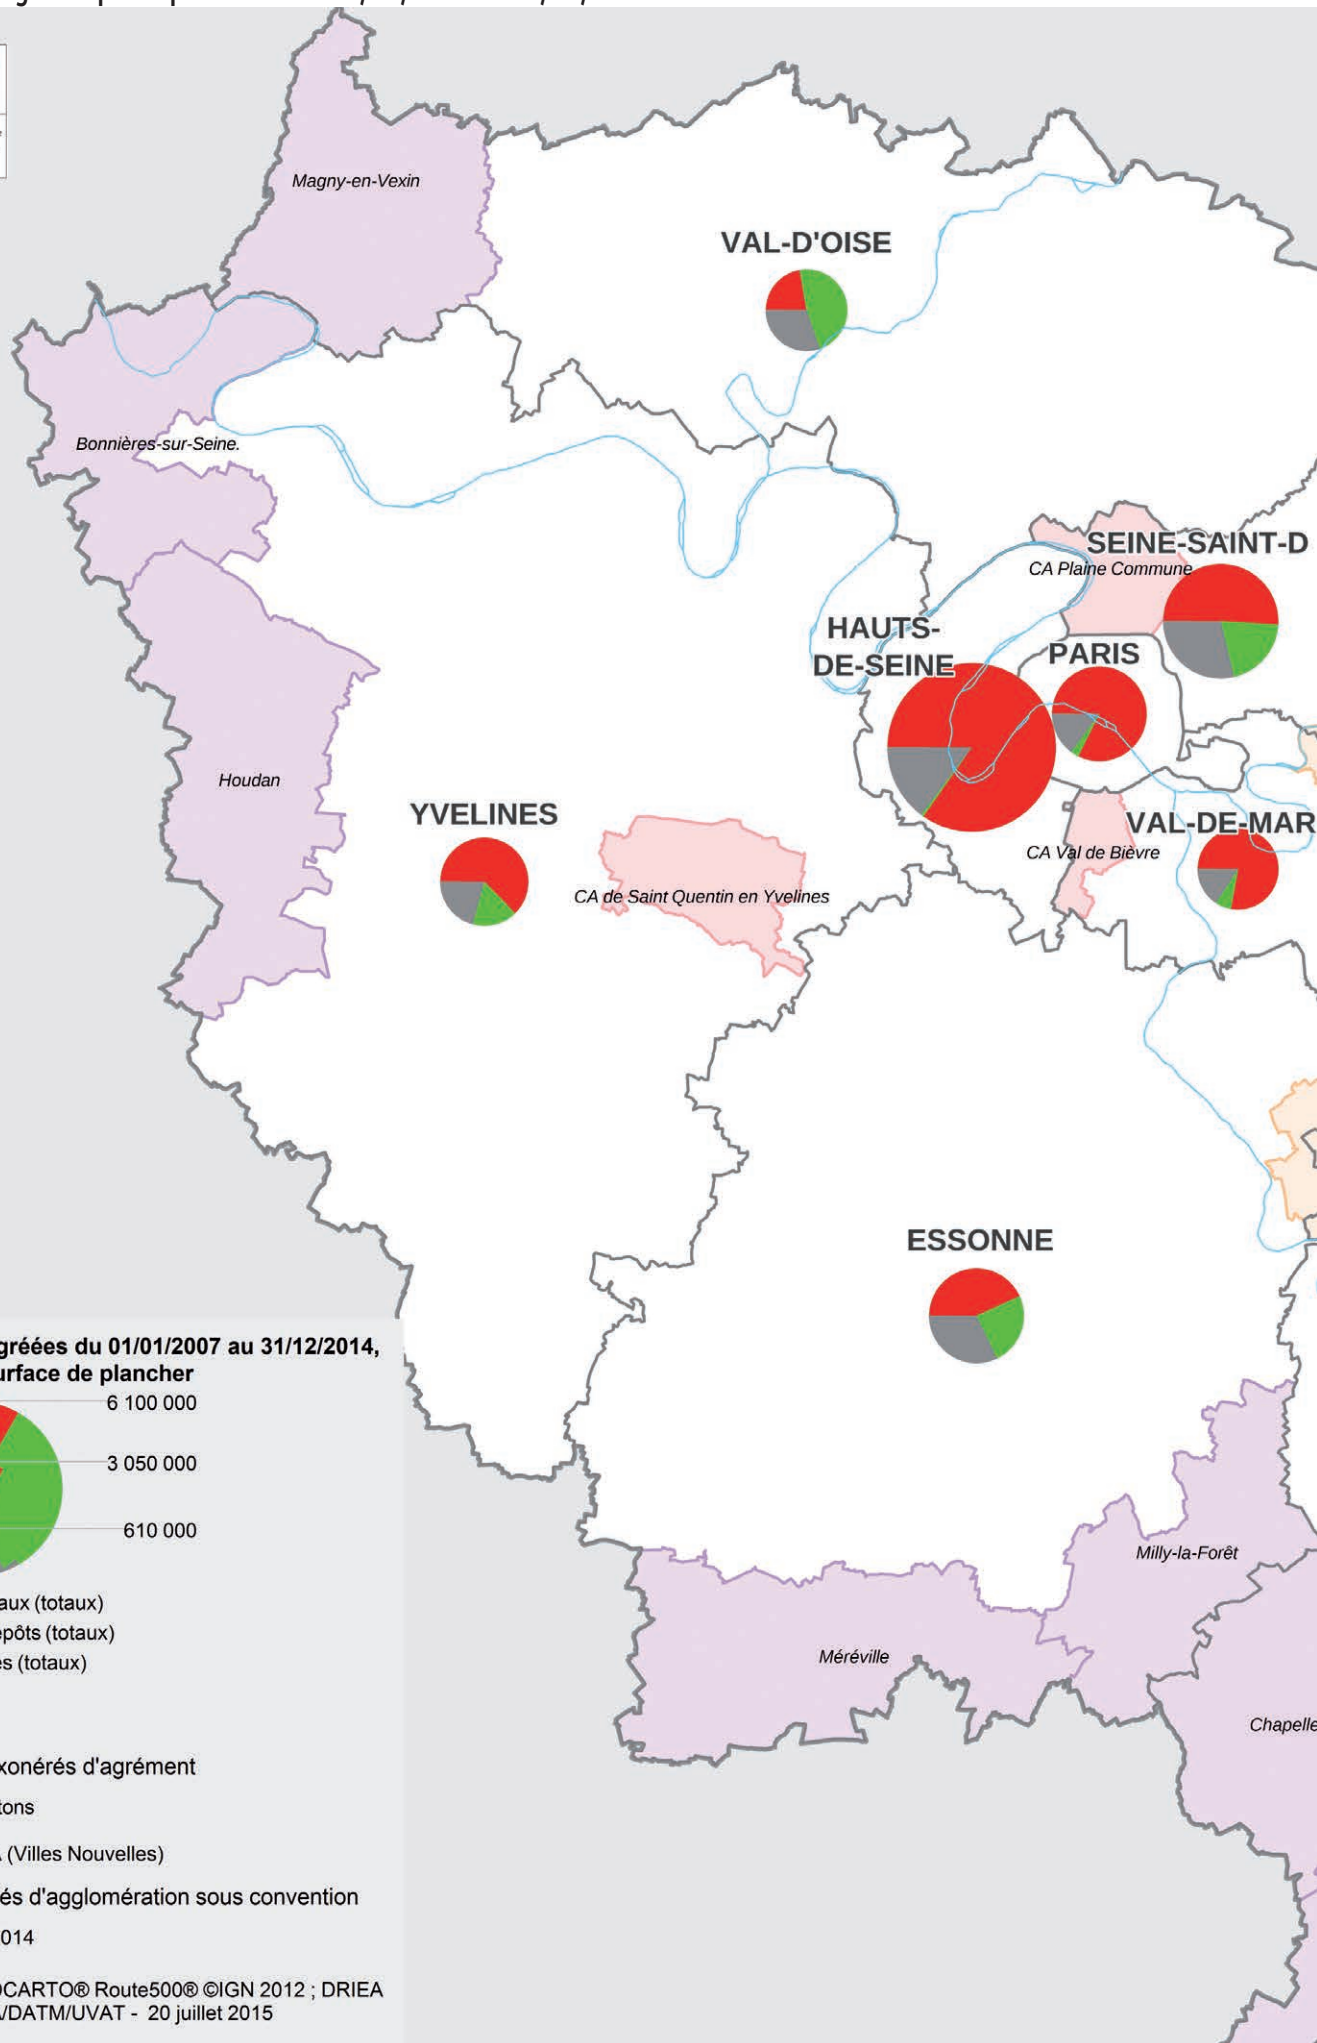 Magny-en-Vexin
VAL-D'OISE
Bonnières-sur-Seine.
SEINE-SAINT-D
CA Plaine Commune
HAUTS-
DE-SEINE
PARIS
Houdan
YVELINES
VAL-DE-MAR
CA Val de Bièvre
CA de Saint Quentin en Yvelines
ESSONNE
gréées du 01/01/2007 au 31/12/2014,
urface de plancher
6 100 000
3 050 000
610 000
Milly-la-Forêt
aux (totaux)
epôts (totaux)
es (totaux)
Méréville
Chapelle
xonérés d'agrément
tons
(Villes Nouvelles)
és d'agglomération sous convention
014
OCARTO® Route500® ©IGN 2012 ; DRIEA
/DATM/UVAT - 20 juillet 2015